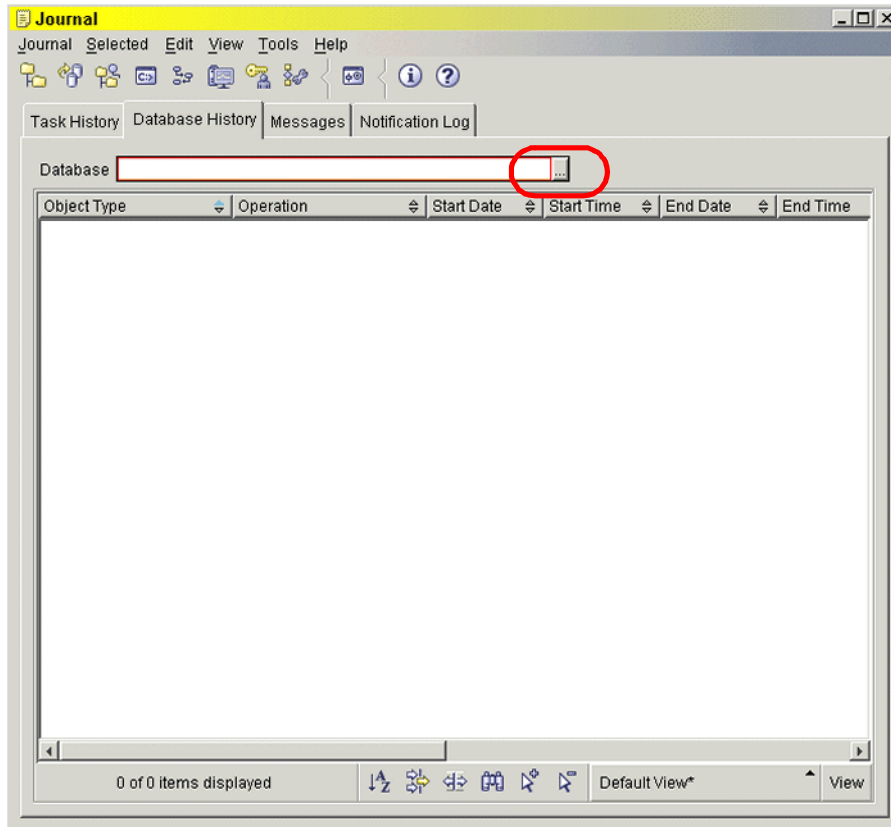 Journal
Journal Selected Edit View Tools Help
Task History Database History Messages Notification Log
Database ...
Object Type Operation Start Date Start Time End Date End Time
0 of 0 items displayed Default View* View